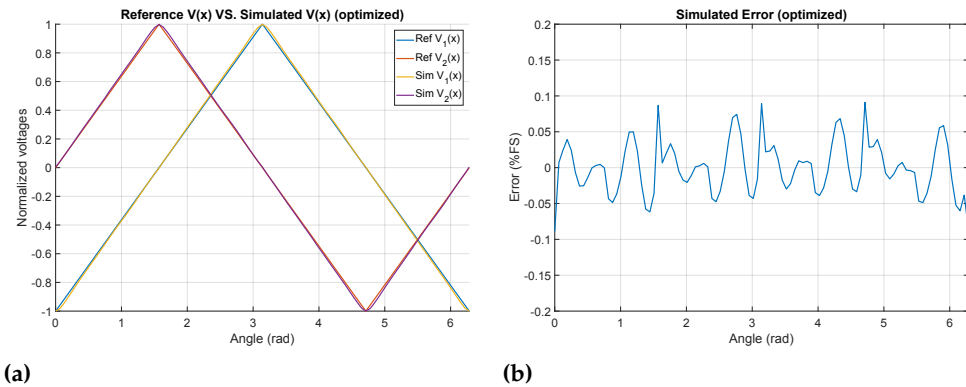 Reference V(x) VS. Simulated V(x) (optimized)
1
0.8
0.6
0.4
0.2
0
-0.2
-0.4
-0.6
-0.8
-1
Normalized voltages
Ref V1(x)
Ref V2(x)
Sim V1(x)
Sim V2(x)
0 1 2 3 4 5 6
Angle (rad)
(a)
Simulated Error (optimized)
0.2
0.15
0.1
0.05
0
-0.05
-0.1
-0.15
-0.2
Error (%FS)
0 1 2 3 4 5 6
Angle (rad)
(b)